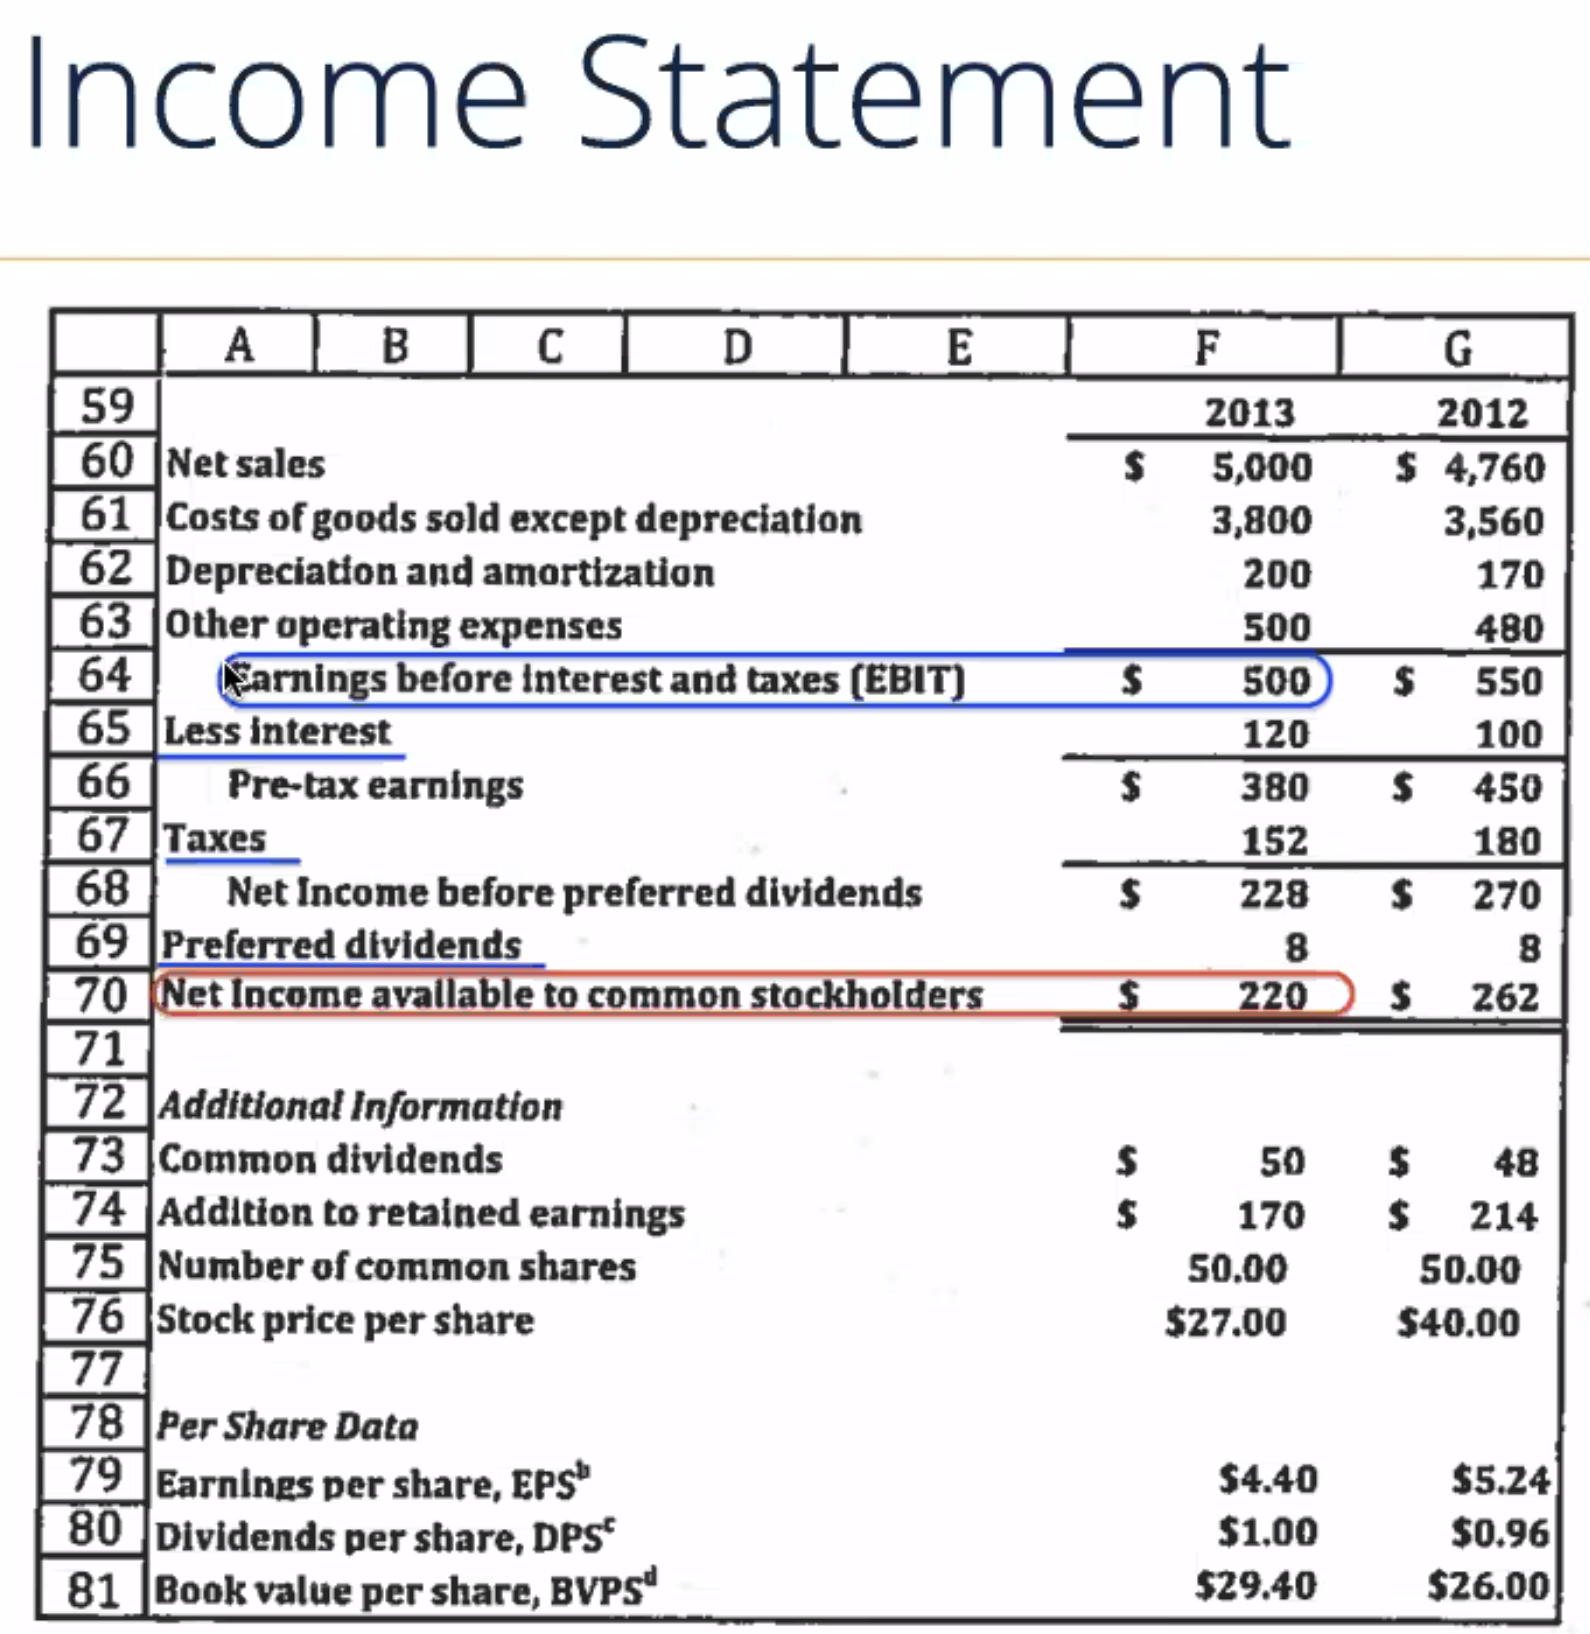 Income Statement
A B C D E F G
59 2013 2012
60 Net sales $ 5,000 $ 4,760
61 Costs of goods sold except depreciation 3,800 3,560
62 Depreciation and amortization 200 170
63 Other operating expenses 500 480
64 Earnings before interest and taxes (EBIT) $ 500 $ 550
65 Less interest 120 100
66 Pre-tax earnings $ 380 $ 450
67 Taxes 152 180
68 Net Income before preferred dividends $ 228 $ 270
69 Preferred dividends 8 8
70 Net Income available to common stockholders $ 220 $ 262
71
72 Additional Information
73 Common dividends $ 50 $ 48
74 Addition to retained earnings $ 170 $ 214
75 Number of common shares 50.00 50.00
76 Stock price per share $27.00 $40.00
77
78 Per Share Data
79 Earnings per share, EPSᵇ $4.40 $5.24
80 Dividends per share, DPSᶜ $1.00 $0.96
81 Book value per share, BVPSᵈ $29.40 $26.00